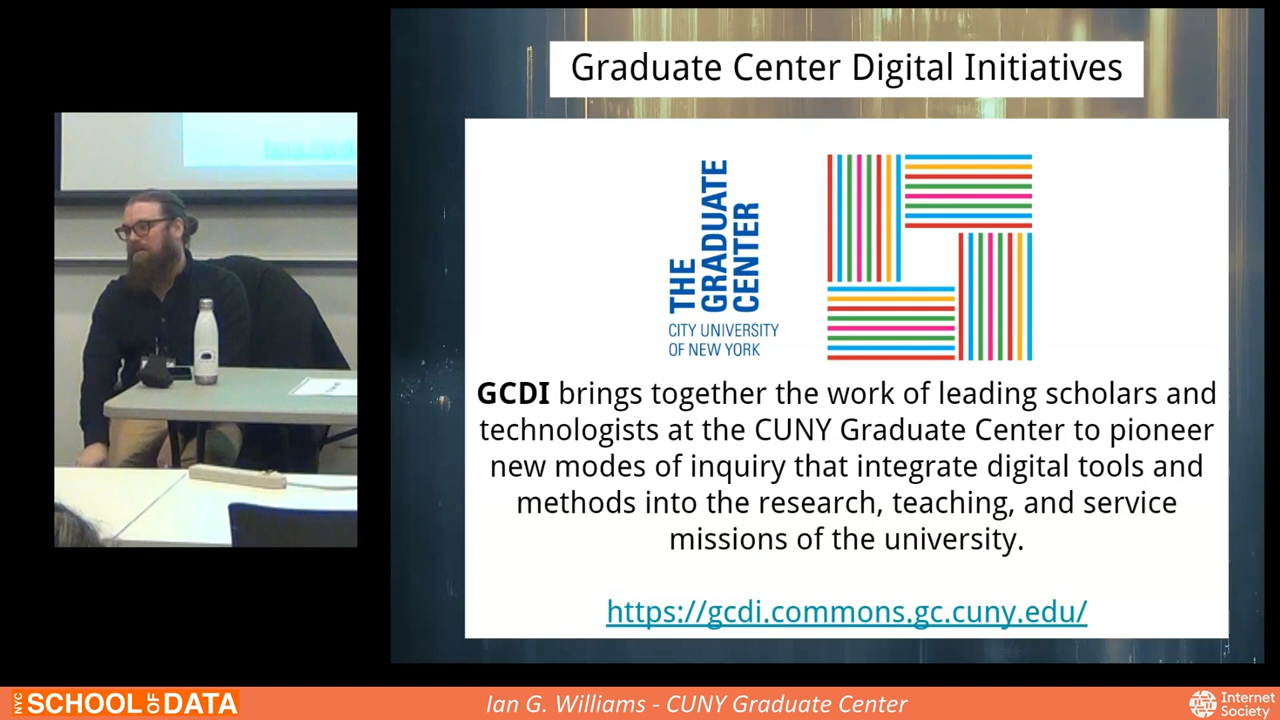 Graduate Center Digital Initiatives
THE
GRADUATE
CENTER
CITY UNIVERSITY
OF NEW YORK
GCDI brings together the work of leading scholars and
technologists at the CUNY Graduate Center to pioneer
new modes of inquiry that integrate digital tools and
methods into the research, teaching, and service
missions of the university.
https://gcdi.commons.gc.cuny.edu/
NYC SCHOOL OF DATA
Ian G. Williams - CUNY Graduate Center
Internet
Society